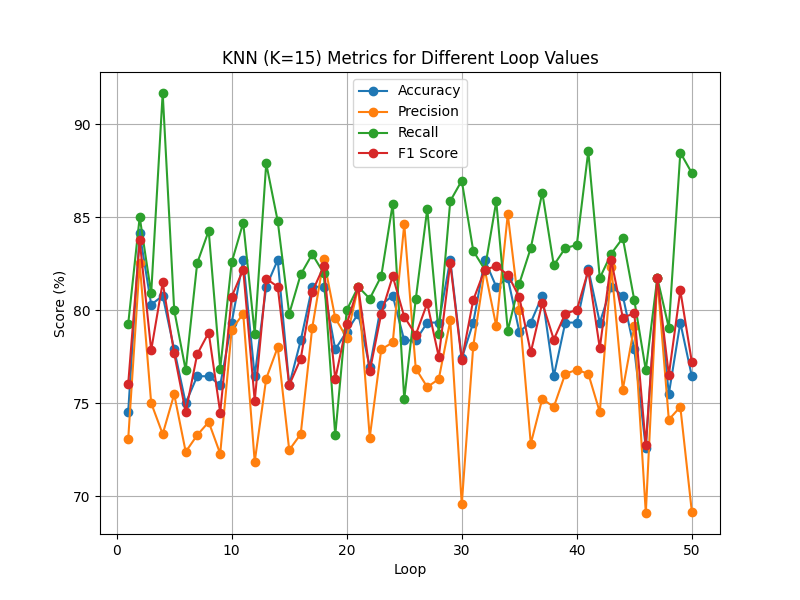 KNN (K=15) Metrics for Different Loop Values
Accuracy
Precision
Recall
F1 Score
Score (%)
90
85
80
75
70
0 10 20 30 40 50
Loop